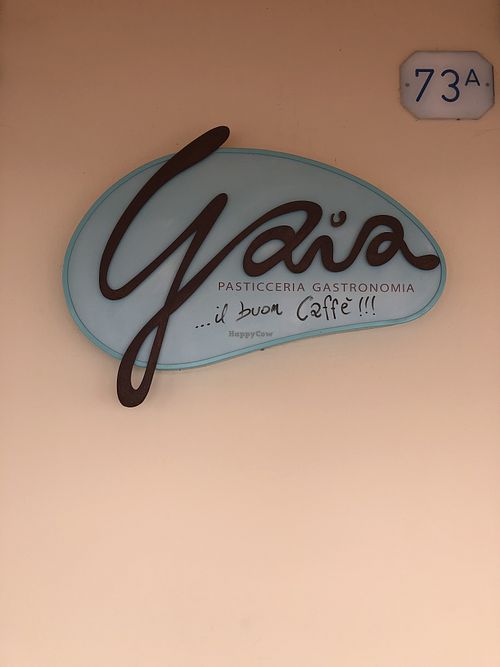 73A
Gaia
PASTICCERIA GASTRONOMIA
...il buon Caffè!!!
HappyCow